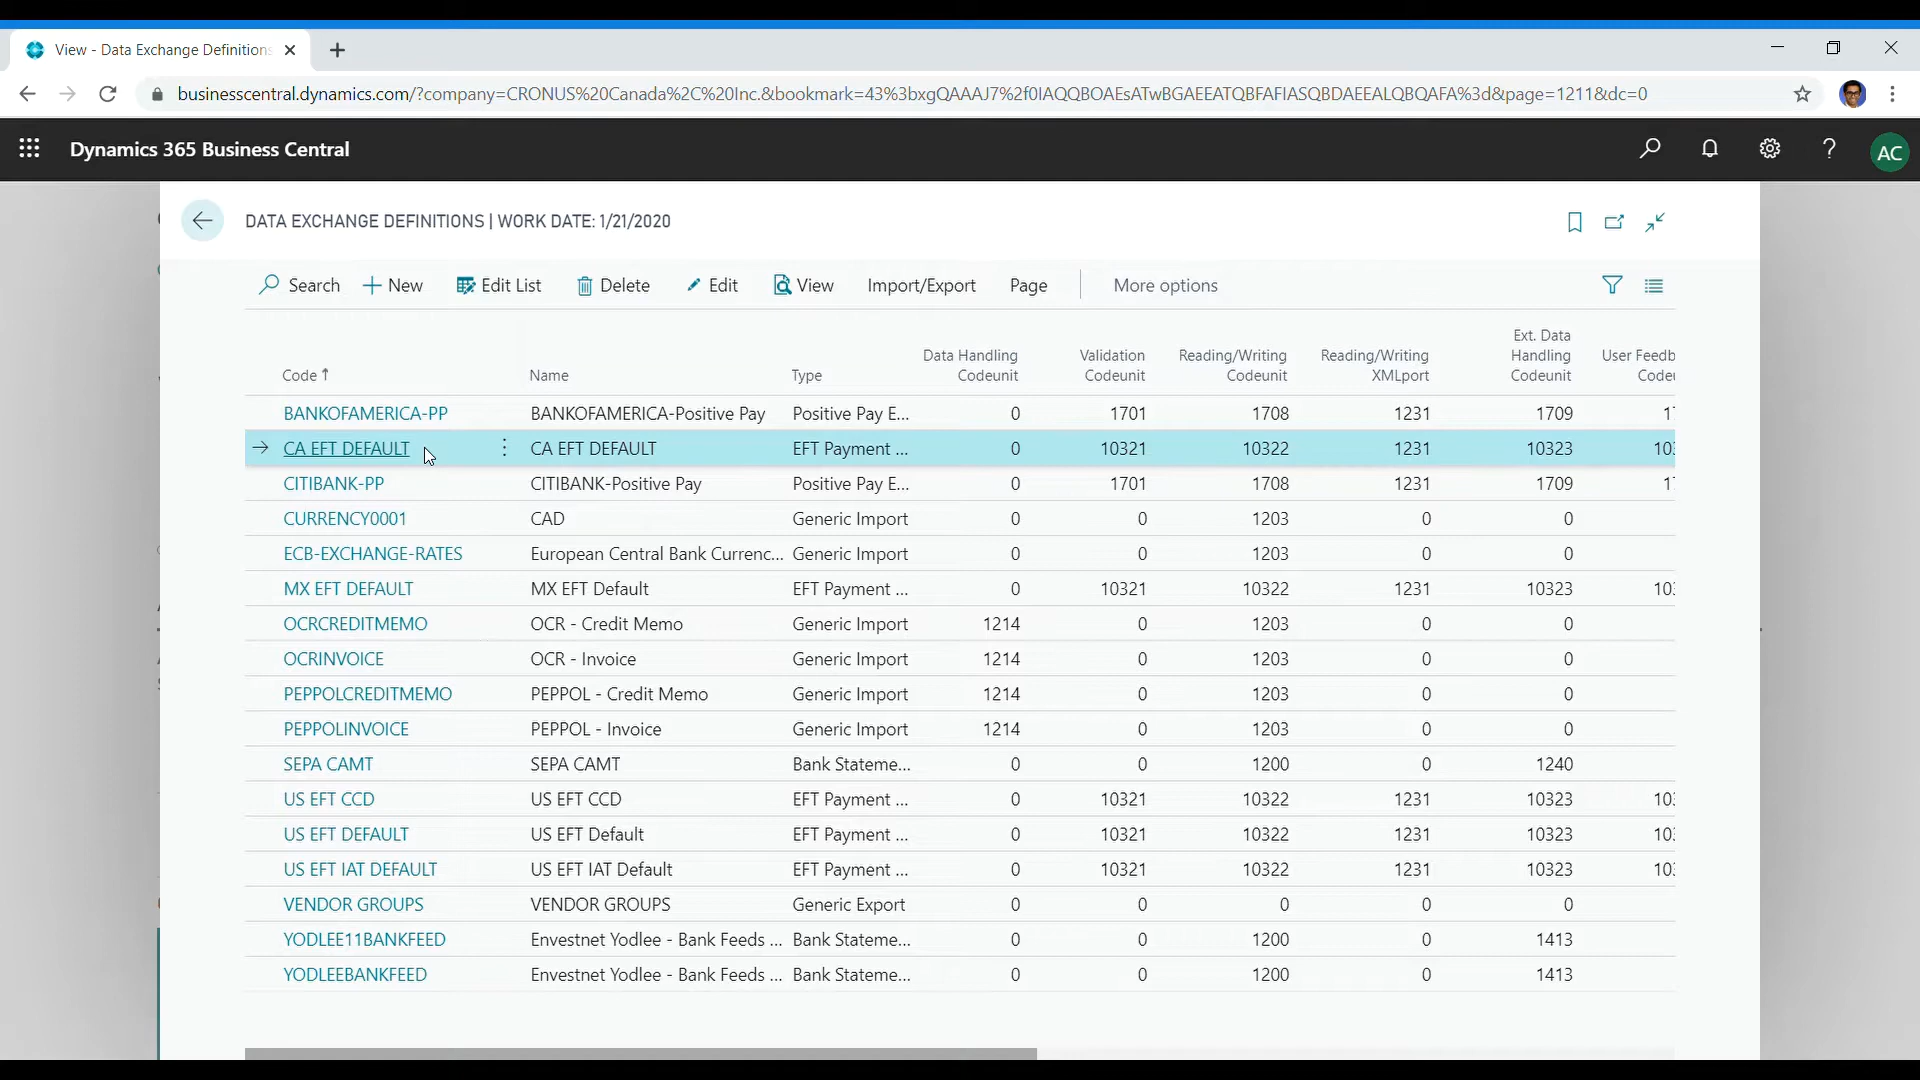 View - Data Exchange Definitions
businesscentral.dynamics.com/?company=CRONUS%20Canada%2C%20Inc.&bookmark=43%3bxgQAAAJ7%2f0IAQQBOAEsATwBGAEEATQBFAFIASQBDAEEALQBQAFA%3d&page=1211&dc=0
Dynamics 365 Business Central
AC
DATA EXCHANGE DEFINITIONS | WORK DATE: 1/21/2020
Search New Edit List Delete Edit View Import/Export Page More options
Code ↑ Name Type Data Handling Codeunit Validation Codeunit Reading/Writing Codeunit Reading/Writing XMLport Ext. Data Handling Codeunit User Feedb Codeu
BANKOFAMERICA-PP BANKOFAMERICA-Positive Pay Positive Pay E... 0 1701 1708 1231 1709 17
CA EFT DEFAULT CA EFT DEFAULT EFT Payment ... 0 10321 10322 1231 10323 103
CITIBANK-PP CITIBANK-Positive Pay Positive Pay E... 0 1701 1708 1231 1709 17
CURRENCY0001 CAD Generic Import 0 0 1203 0 0
ECB-EXCHANGE-RATES European Central Bank Currenc... Generic Import 0 0 1203 0 0
MX EFT DEFAULT MX EFT Default EFT Payment ... 0 10321 10322 1231 10323 103
OCRCREDITMEMO OCR - Credit Memo Generic Import 1214 0 1203 0 0
OCRINVOICE OCR - Invoice Generic Import 1214 0 1203 0 0
PEPPOLCREDITMEMO PEPPOL - Credit Memo Generic Import 1214 0 1203 0 0
PEPPOLINVOICE PEPPOL - Invoice Generic Import 1214 0 1203 0 0
SEPA CAMT SEPA CAMT Bank Stateme... 0 0 1200 0 1240
US EFT CCD US EFT CCD EFT Payment ... 0 10321 10322 1231 10323 103
US EFT DEFAULT US EFT Default EFT Payment ... 0 10321 10322 1231 10323 103
US EFT IAT DEFAULT US EFT IAT Default EFT Payment ... 0 10321 10322 1231 10323 103
VENDOR GROUPS VENDOR GROUPS Generic Export 0 0 0 0 0
YODLEE11BANKFEED Envestnet Yodlee - Bank Feeds ... Bank Stateme... 0 0 1200 0 1413
YODLEEBANKFEED Envestnet Yodlee - Bank Feeds ... Bank Stateme... 0 0 1200 0 1413